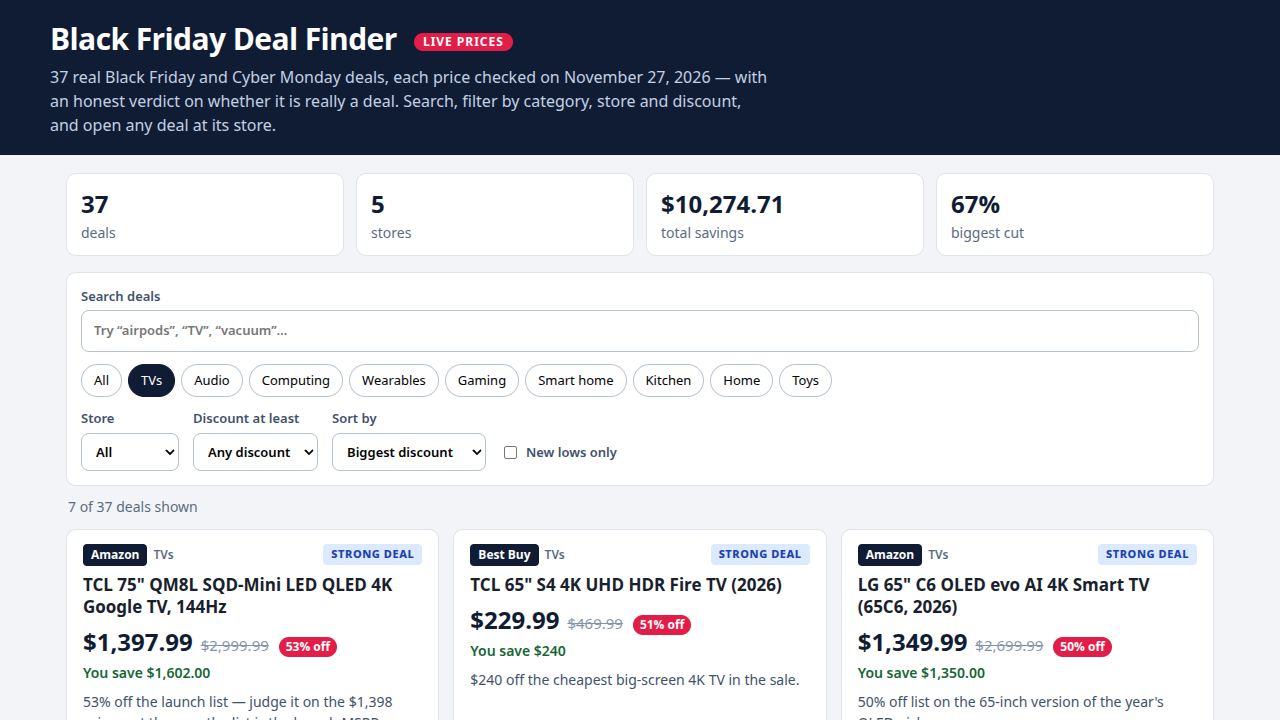 Black Friday Deal Finder LIVE PRICES
37 real Black Friday and Cyber Monday deals, each price checked on November 27, 2026 — with
an honest verdict on whether it is really a deal. Search, filter by category, store and discount,
and open any deal at its store.
37
deals
5
stores
$10,274.71
total savings
67%
biggest cut
Search deals
Try “airpods”, “TV”, “vacuum”…
All TVs Audio Computing Wearables Gaming Smart home Kitchen Home Toys
Store Discount at least Sort by
All Any discount Biggest discount New lows only
7 of 37 deals shown
Amazon TVs STRONG DEAL
TCL 75" QM8L SQD-Mini LED QLED 4K
Google TV, 144Hz
$1,397.99 $2,999.99 53% off
You save $1,602.00
53% off the launch list — judge it on the $1,398
Best Buy TVs STRONG DEAL
TCL 65" S4 4K UHD HDR Fire TV (2026)
$229.99 $469.99 51% off
You save $240
$240 off the cheapest big-screen 4K TV in the sale.
Amazon TVs STRONG DEAL
LG 65" C6 OLED evo AI 4K Smart TV
(65C6, 2026)
$1,349.99 $2,699.99 50% off
You save $1,350.00
50% off list on the 65-inch version of the year's